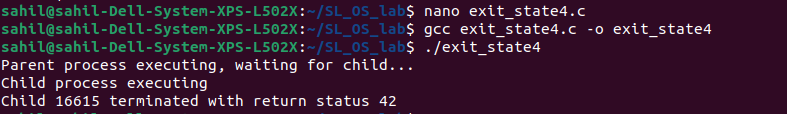 sahil@sahil-Dell-System-XPS-L502X:~/SL_OS_lab$ nano exit_state4.c
sahil@sahil-Dell-System-XPS-L502X:~/SL_OS_lab$ gcc exit_state4.c -o exit_state4
sahil@sahil-Dell-System-XPS-L502X:~/SL_OS_lab$ ./exit_state4
Parent process executing, waiting for child...
Child process executing
Child 16615 terminated with return status 42